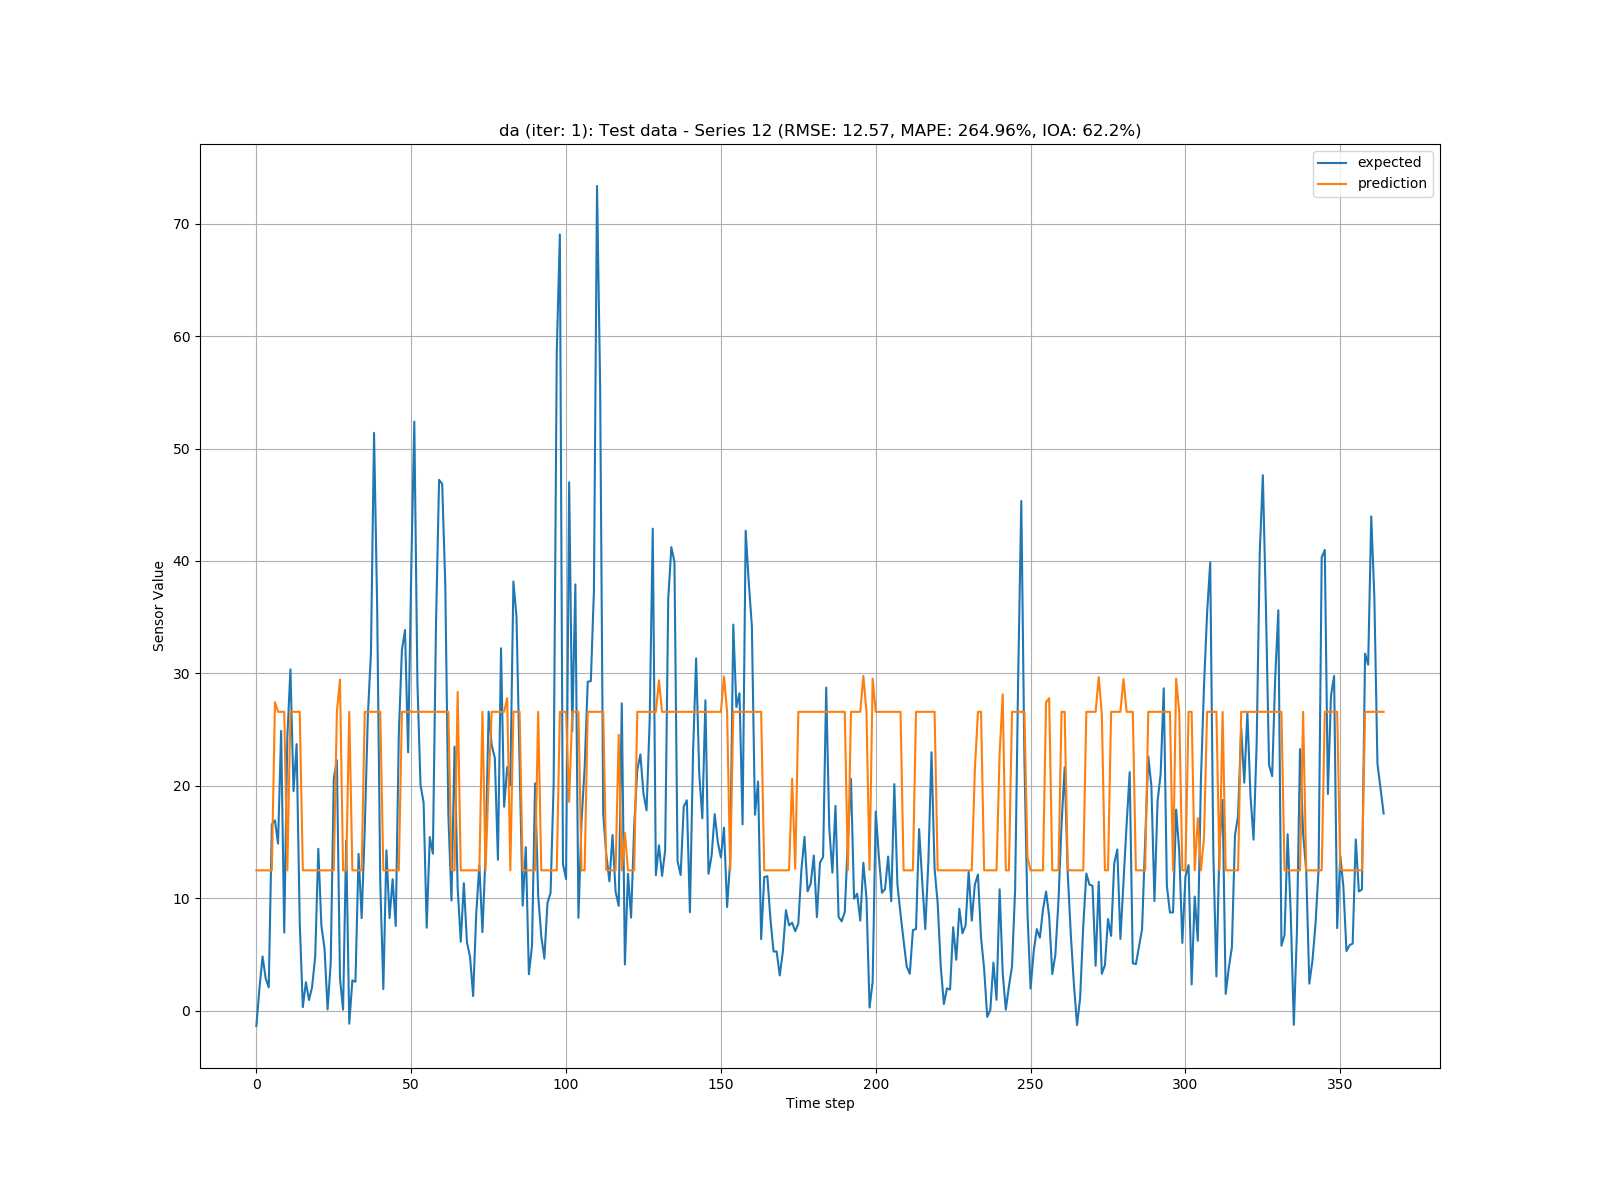 da (iter: 1): Test data - Series 12 (RMSE: 12.57, MAPE: 264.96%, IOA: 62.2%)
expected
prediction
70
60
50
40
30
20
10
0
Sensor Value
0 50 100 150 200 250 300 350
Time step